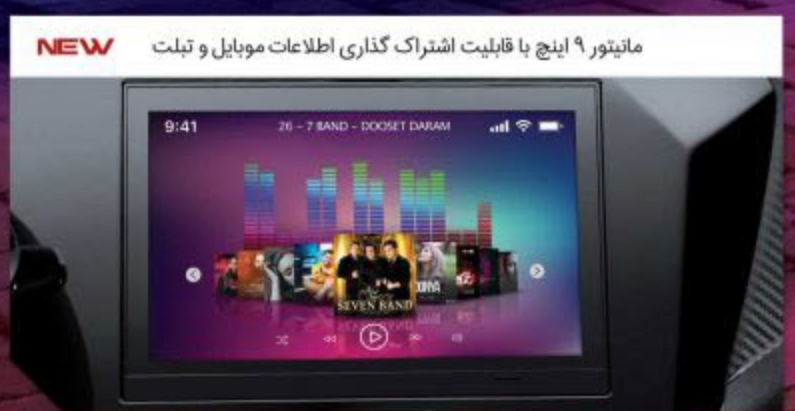 مانیتور ۹ اینچ با قابلیت اشتراک گذاری اطلاعات موبایل و تبلت
NEW
9:41
26 - 7 BAND - DOOSET DARAM
SEVEN BAND